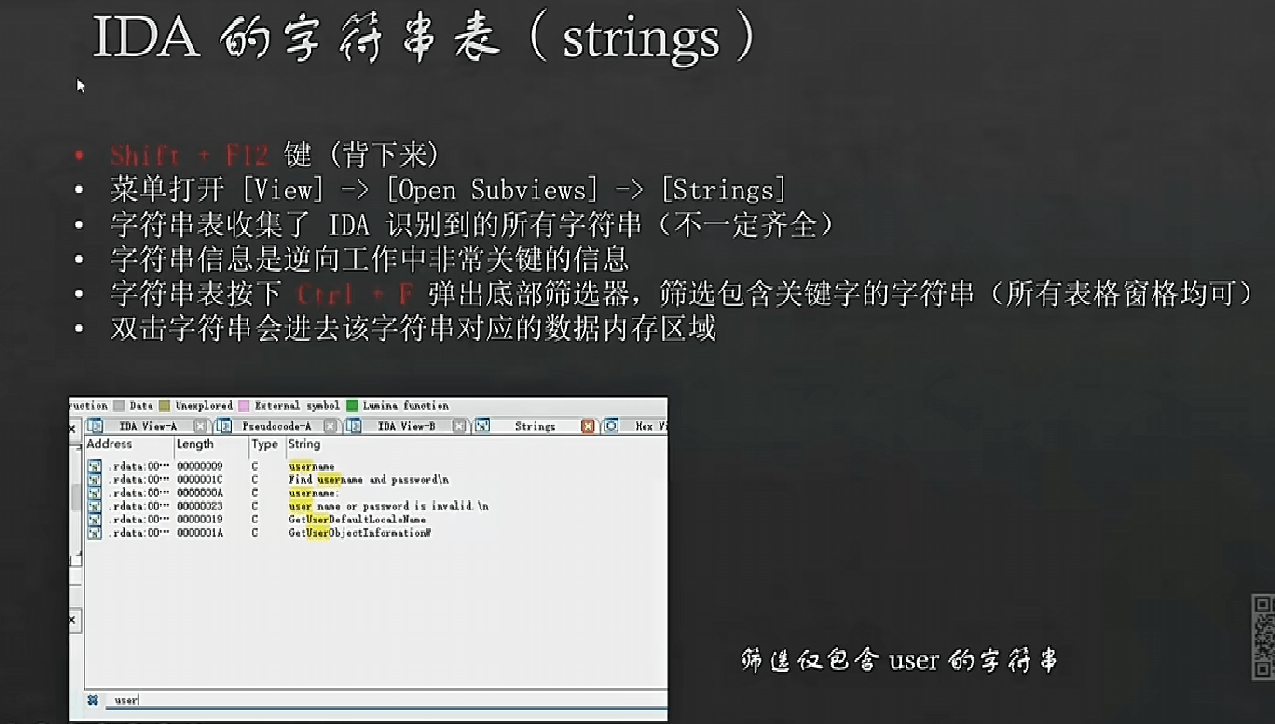 IDA 的字符串表（strings）
• Shift + F12 键 (背下来)
• 菜单打开 [View] -> [Open Subviews] -> [Strings]
• 字符串表收集了 IDA 识别到的所有字符串（不一定齐全）
• 字符串信息是逆向工作中非常关键的信息
• 字符串表按下 Ctrl + F 弹出底部筛选器，筛选包含关键字的字符串（所有表格窗格均可）
• 双击字符串会进去该字符串对应的数据内存区域
ruction Data Unexplored External symbol Lumina function
IDA View-A Pseudocode-A IDA View-B Strings Hex Vi
Address Length Type String
.rdata:00… 00000009 C username
.rdata:00… 0000001C C Find username and password\n
.rdata:00… 0000000A C username:
.rdata:00… 00000023 C user name or password is invalid.\n
.rdata:00… 00000019 C GetUserDefaultLocaleName
.rdata:00… 0000001A C GetUserObjectInformationW
user
筛选仅包含 user 的字符串